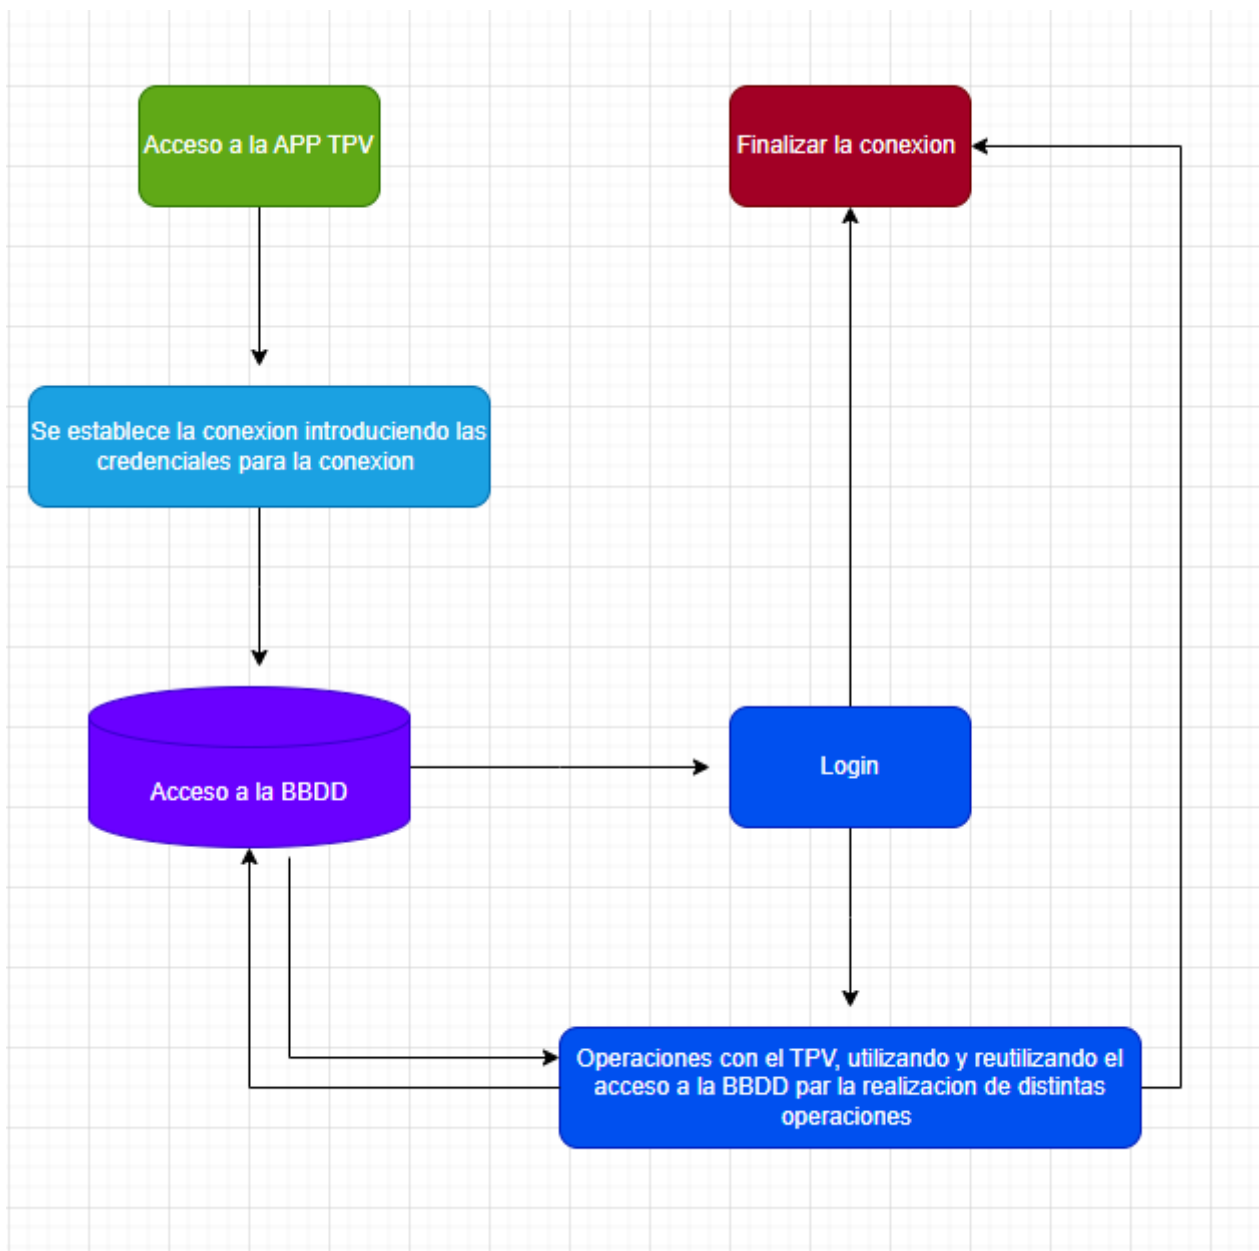 Acceso a la APP TPV
Finalizar la conexion
Se establece la conexion introduciendo las
credenciales para la conexion
Acceso a la BBDD
Login
Operaciones con el TPV, utilizando y reutilizando el
acceso a la BBDD par la realizacion de distintas
operaciones